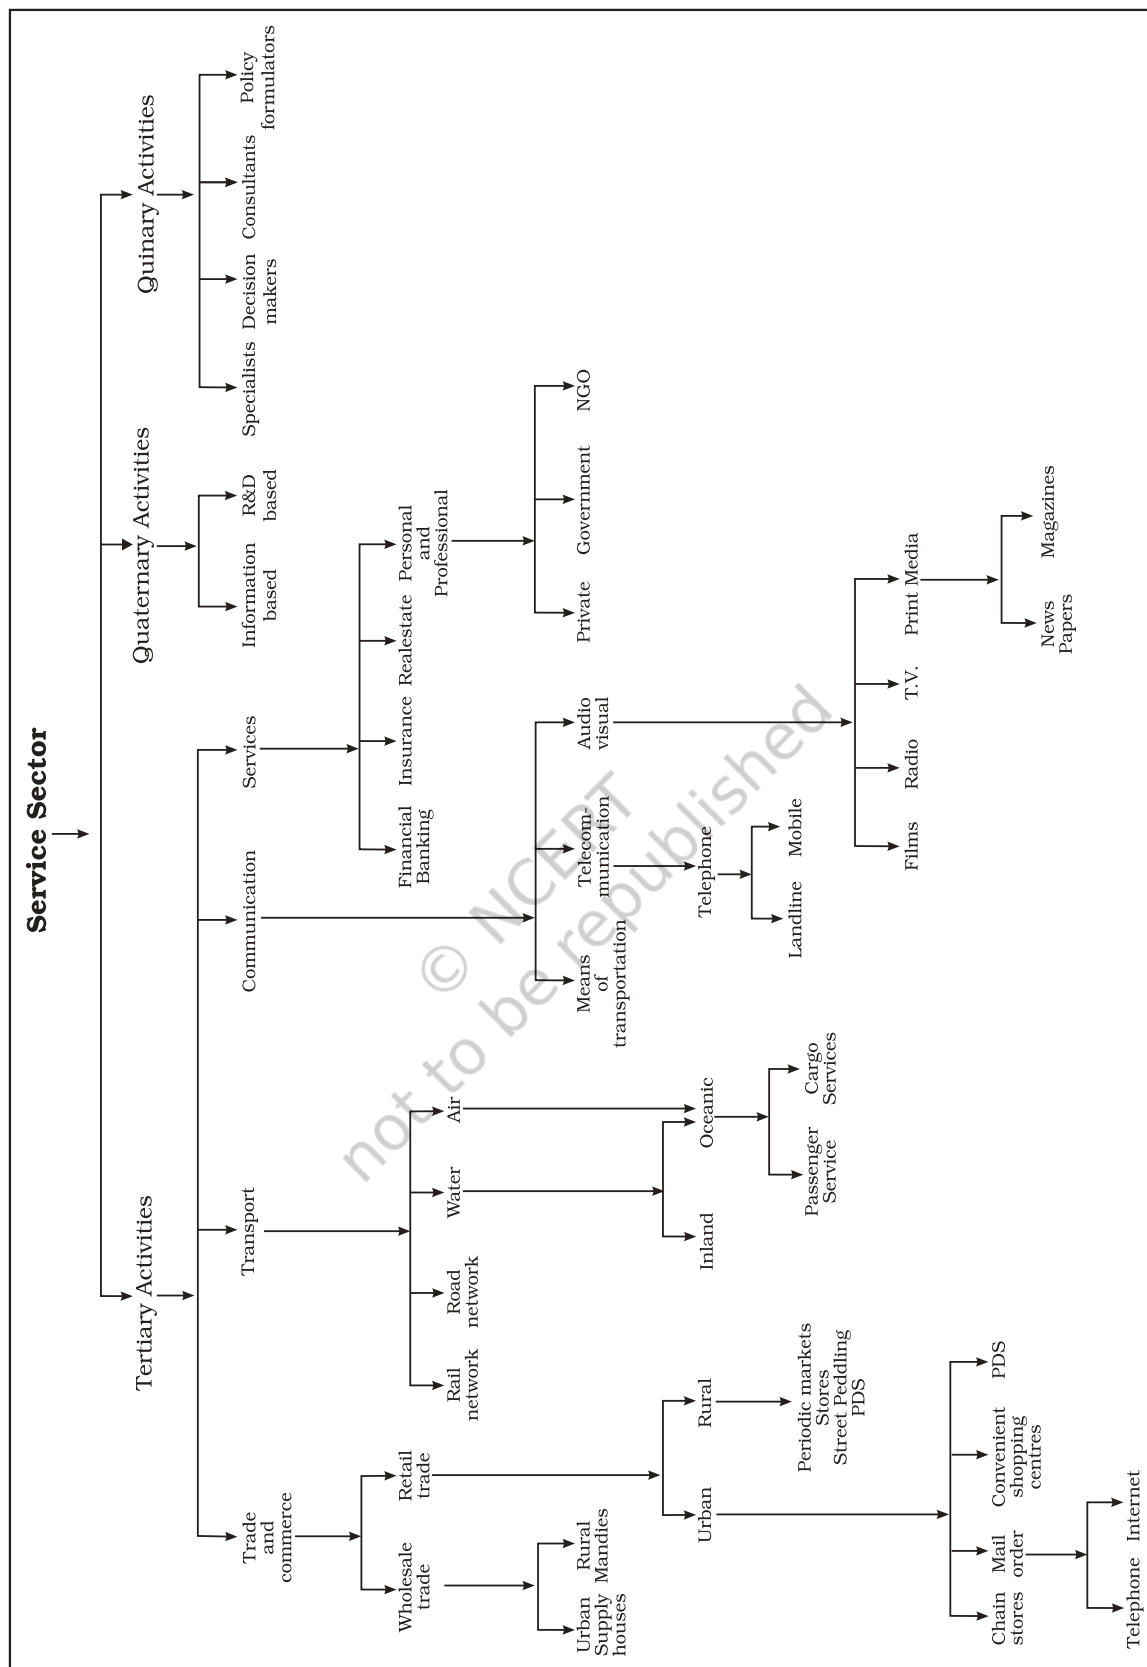 Service Sector
Tertiary Activities
Quaternary Activities
Quinary Activities
Trade
and
commerce
Transport
Communication
Services
Information
based
R&D
based
Specialists
Decision
makers
Consultants
Policy
formulators
Wholesale
trade
Retail
trade
Rail
network
Road
network
Water
Air
Financial
Banking
Insurance
Realestate
Personal
and
Professional
Urban
Supply
houses
Rural
Mandies
Means
of
transportation
Telecom-
munication
Audio
visual
Private
Government
NGO
Urban
Rural
Inland
Oceanic
Telephone
Periodic markets
Stores
Street Peddling
PDS
Passenger
Service
Cargo
Services
Landline
Mobile
Films
Radio
T.V.
Print Media
Chain
stores
Mail
order
Convenient
shopping
centres
PDS
News
Papers
Magazines
Telephone
Internet
© NCERT
not to be republished